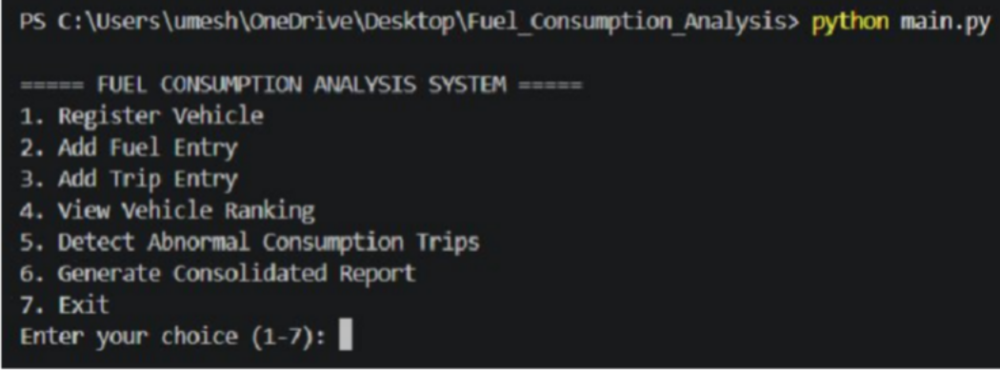 PS C:\Users\umesh\OneDrive\Desktop\Fuel_Consumption_Analysis> python main.py
===== FUEL CONSUMPTION ANALYSIS SYSTEM =====
1. Register Vehicle
2. Add Fuel Entry
3. Add Trip Entry
4. View Vehicle Ranking
5. Detect Abnormal Consumption Trips
6. Generate Consolidated Report
7. Exit
Enter your choice (1-7):